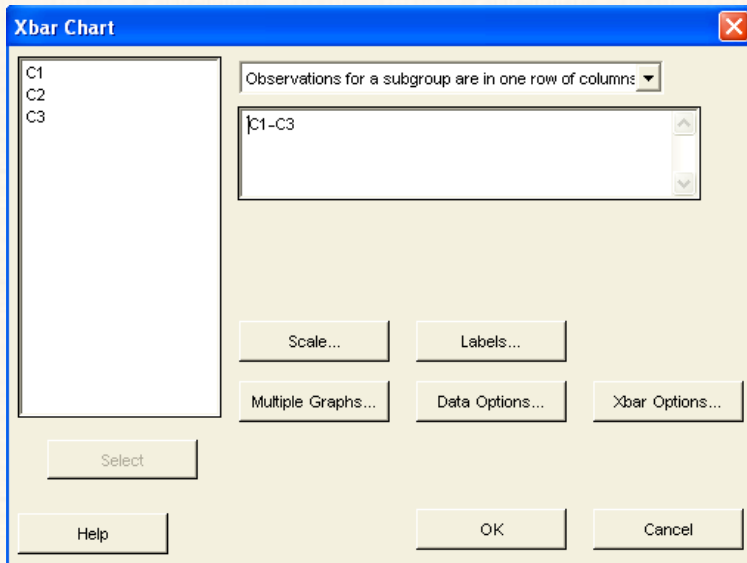 Xbar Chart
C1
C2
C3
Observations for a subgroup are in one row of columns
C1-C3
Scale...
Labels...
Multiple Graphs...
Data Options...
Xbar Options...
Select
Help
OK
Cancel